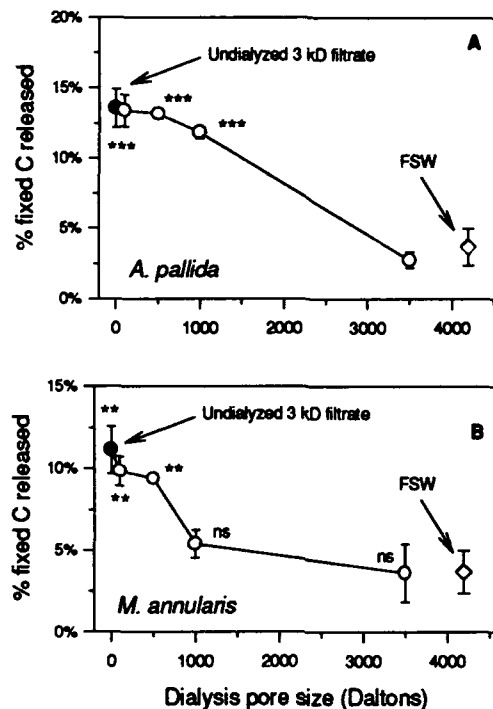 20%
A
Undialyzed 3 kD filtrate
15%
***
***
***
10%
FSW
5%
A. pallida
0%
% fixed C released
0 1000 2000 3000 4000
15%
**
Undialyzed 3 kD filtrate
B
10%
**
**
FSW
ns
ns
5%
M. annularis
0%
% fixed C released
0 1000 2000 3000 4000
Dialysis pore size (Daltons)